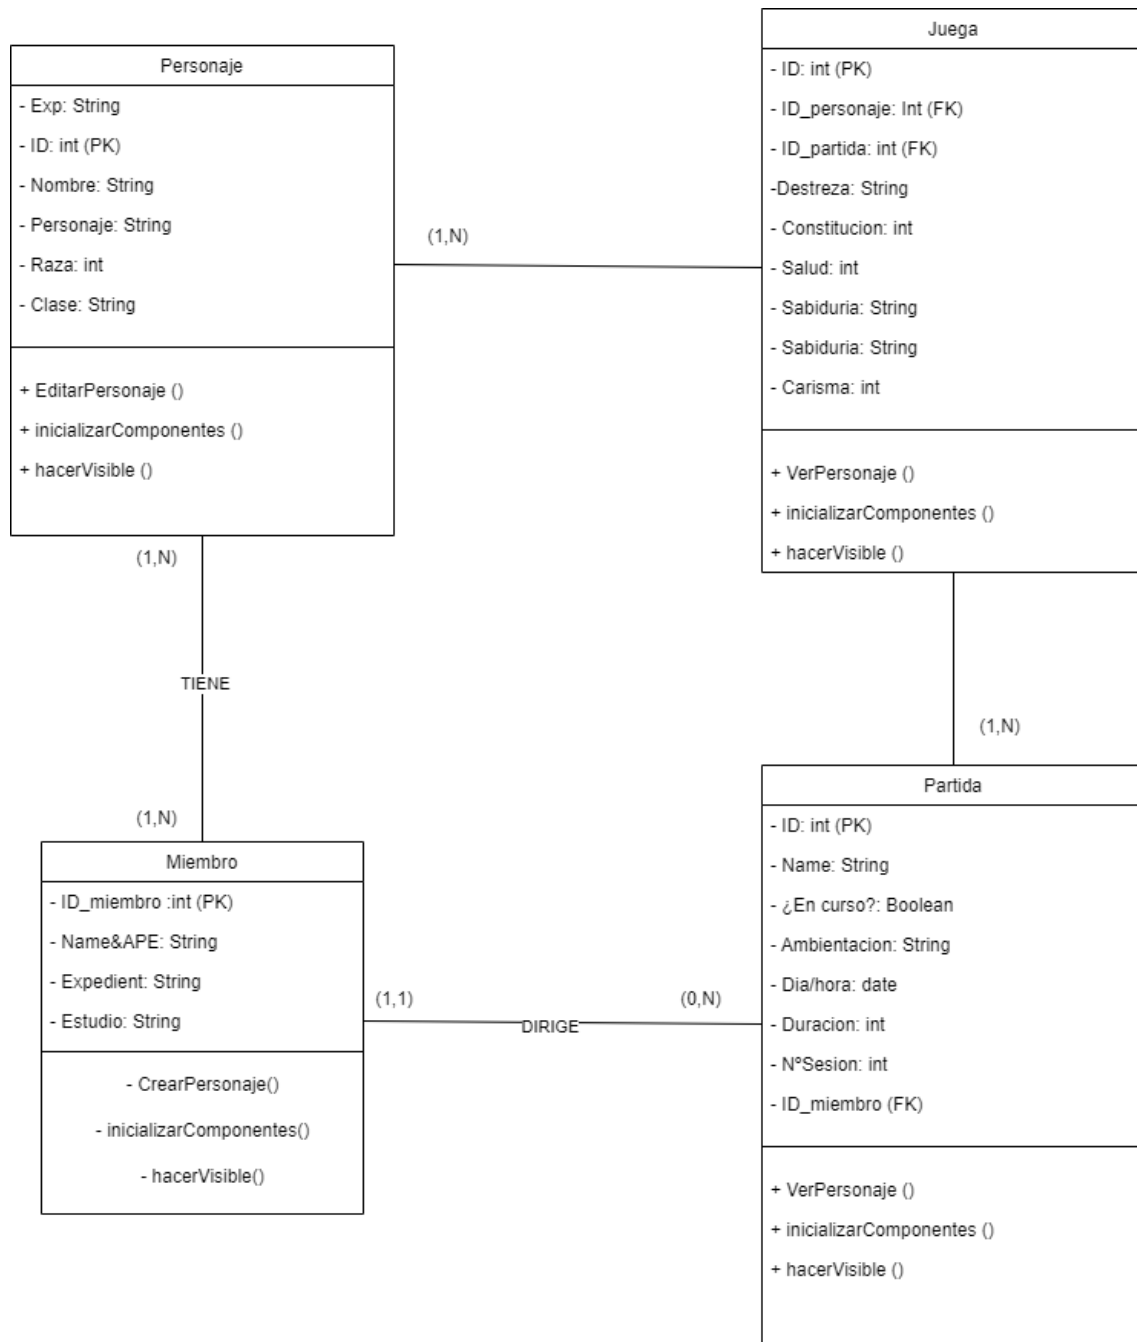 Personaje
- Exp: String
- ID: int (PK)
- Nombre: String
- Personaje: String
- Raza: int
- Clase: String
+ EditarPersonaje ()
+ inicializarComponentes ()
+ hacerVisible ()
(1,N)
Juega
- ID: int (PK)
- ID_personaje: Int (FK)
- ID_partida: int (FK)
-Destreza: String
- Constitucion: int
- Salud: int
- Sabiduria: String
- Sabiduria: String
- Carisma: int
+ VerPersonaje ()
+ inicializarComponentes ()
+ hacerVisible ()
(1,N)
TIENE
(1,N)
(1,N)
Miembro
- ID_miembro :int (PK)
- Name&APE: String
- Expedient: String
- Estudio: String
- CrearPersonaje()
- inicializarComponentes()
- hacerVisible()
(1,1)
DIRIGE
(0,N)
Partida
- ID: int (PK)
- Name: String
- ¿En curso?: Boolean
- Ambientacion: String
- Dia/hora: date
- Duracion: int
- NºSesion: int
- ID_miembro (FK)
+ VerPersonaje ()
+ inicializarComponentes ()
+ hacerVisible ()